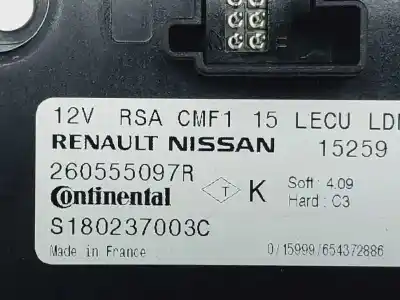 12V RSA CMF1 15 LECU LD
RENAULT NISSAN 15259
260555097R
Continental T K Soft : 4.09
Hard : C3
S180237003C
Made in France 0/15999/654372886